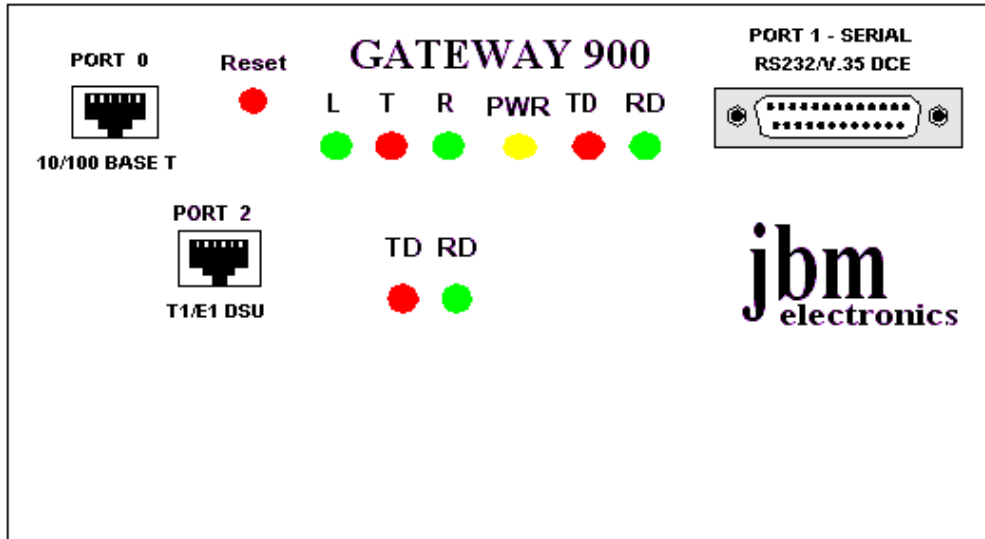 PORT 0
Reset
GATEWAY 900
PORT 1 - SERIAL
RS232/V.35 DCE
L T R PWR TD RD
10/100 BASE T
PORT 2
TD RD
T1/E1 DSU
jbm
electronics